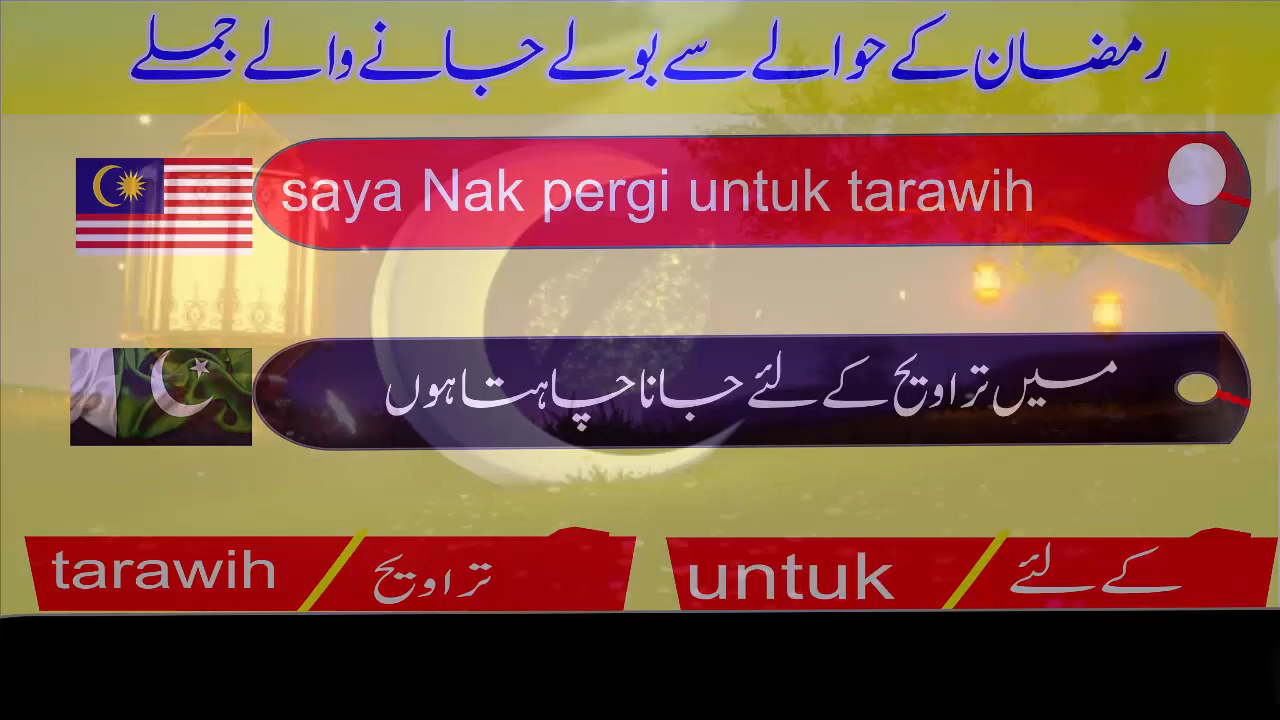 رمضان کے حوالے سے بولے جانے والے جملے
saya Nak pergi untuk tarawih
میں تراویح کے لئے جانا چاہتا ہوں
tarawih / تراویح
untuk / کے لئے